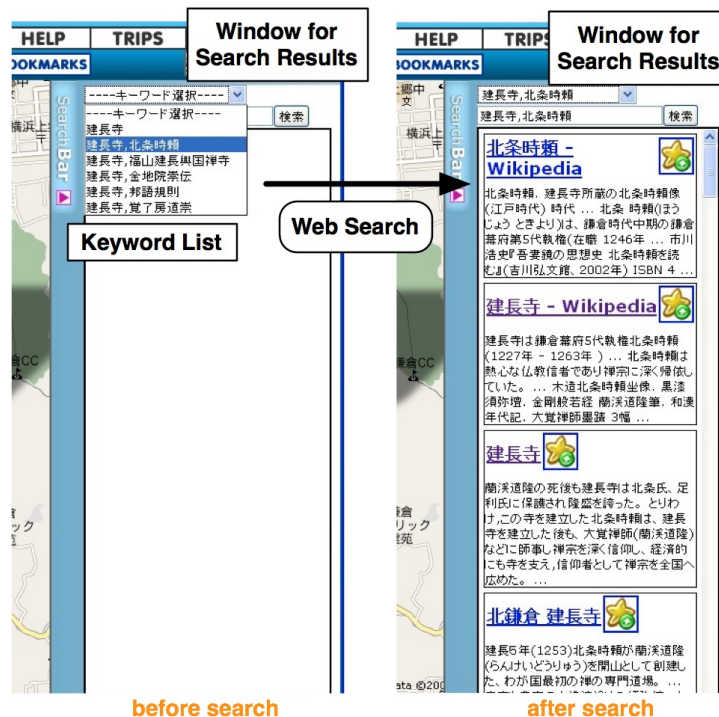 HELP
TRIPS
Window for
Search Results
BOOKMARKS
SearchBar
----キーワード選択----
検索
----キーワード選択----
建長寺
建長寺,北条時頼
建長寺,福山建長興国禅寺
建長寺,金地院崇伝
建長寺,邦語規則
建長寺,覚了房道崇
Keyword List
横浜上
Web Search
before search
HELP
TRIPS
Window for
Search Results
BOOKMARKS
SearchBar
建長寺,北条時頼
建長寺,北条時頼
検索
横浜上
北条時頼 -
Wikipedia
北条時頼. 建長寺所蔵の北条時頼像
(江戸時代) 時代 ... 北条 時頼(ほう
じょう ときより)は、鎌倉時代中期の鎌倉
幕府第5代執権(在職 1246年 ... 市川
浩史『吾妻鏡の思想史 北条時頼を読
む』(吉川弘文館、2002年) ISBN 4 ...
建長寺 - Wikipedia
建長寺は鎌倉幕府5代執権北条時頼
(1227年 - 1263年 ) ... 北条時頼は
熱心な仏教信者であり禅宗に深く帰依し
ていた。 ... 木造北条時頼坐像. 黒漆
須弥壇. 金剛般若経 蘭渓道隆筆. 和漢
年代記. 大覚禅師墨蹟 3幅 ...
建長寺
蘭渓道隆の死後も建長寺は北条氏、足
利氏に保護され隆盛を誇った。とりわ
け,この寺を建立した北条時頼は、建長
寺を建立した後も、大覚禅師(蘭渓道隆)
などに師事し禅宗を深く信仰し、経済的
にも寺を支え,信仰者として禅宗を全国へ
広めた。 ...
北鎌倉 建長寺
建長5年(1253)北条時頼が蘭渓道隆
(らんけいどうりゅう)を開山として創建し
た、わが国最初の禅の専門道場。 ...
after search